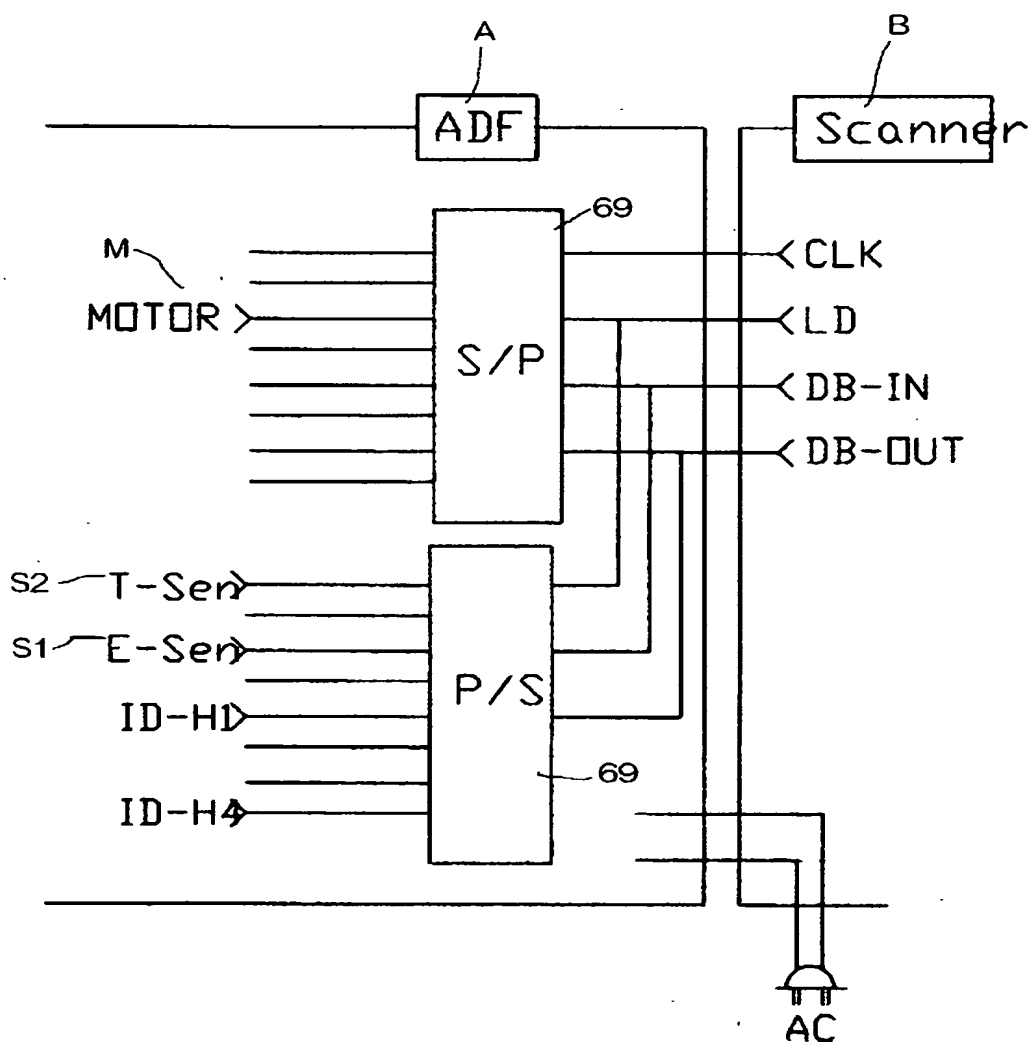 A
B
ADF
Scanner
69
M
CLK
MOTOR
LD
S/P
DB-IN
DB-OUT
S2
T-Sen
S1
E-Sen
P/S
ID-H1
69
ID-H4
AC